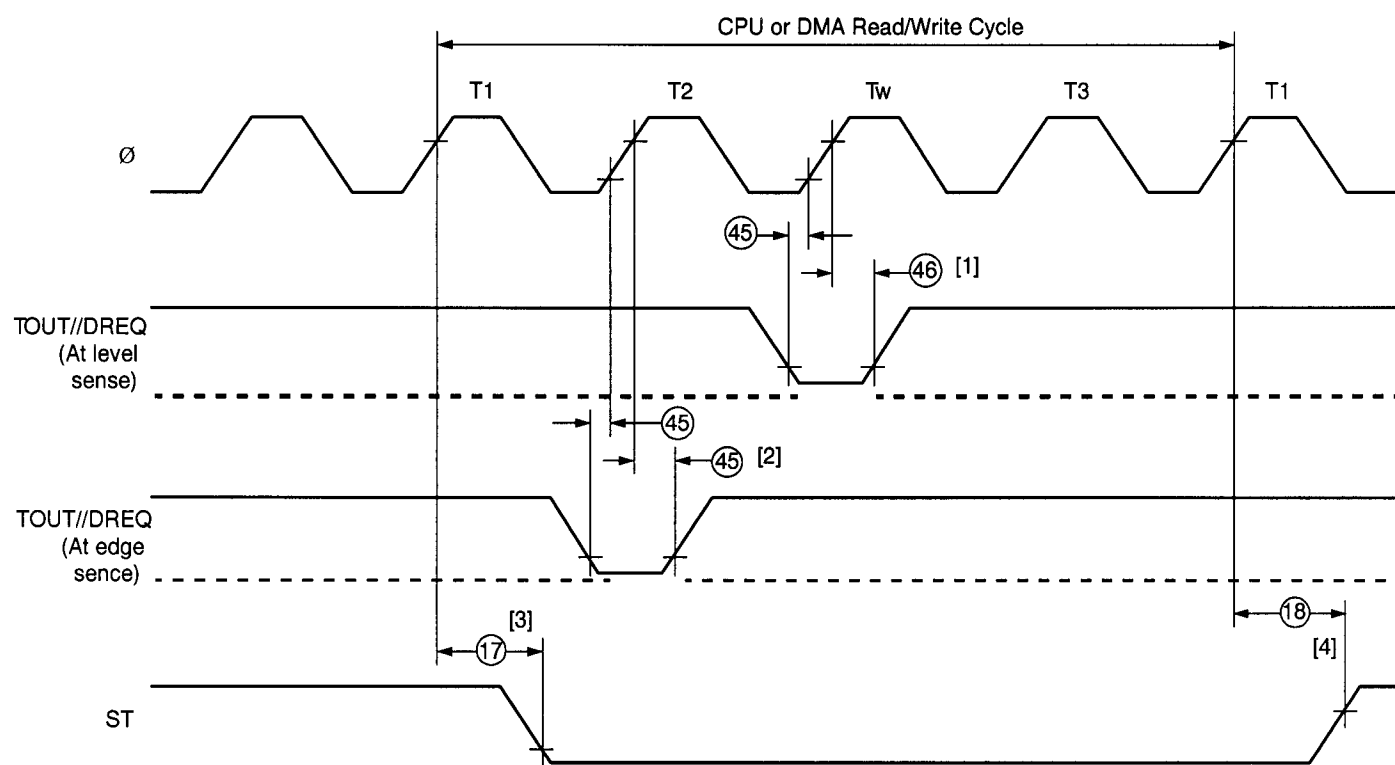 CPU or DMA Read/Write Cycle
T1 T2 Tw T3 T1
Ø
45
46 [1]
TOUT//DREQ
(At level
sense)
45
45 [2]
TOUT//DREQ
(At edge
sence)
[3]
17
18
[4]
ST